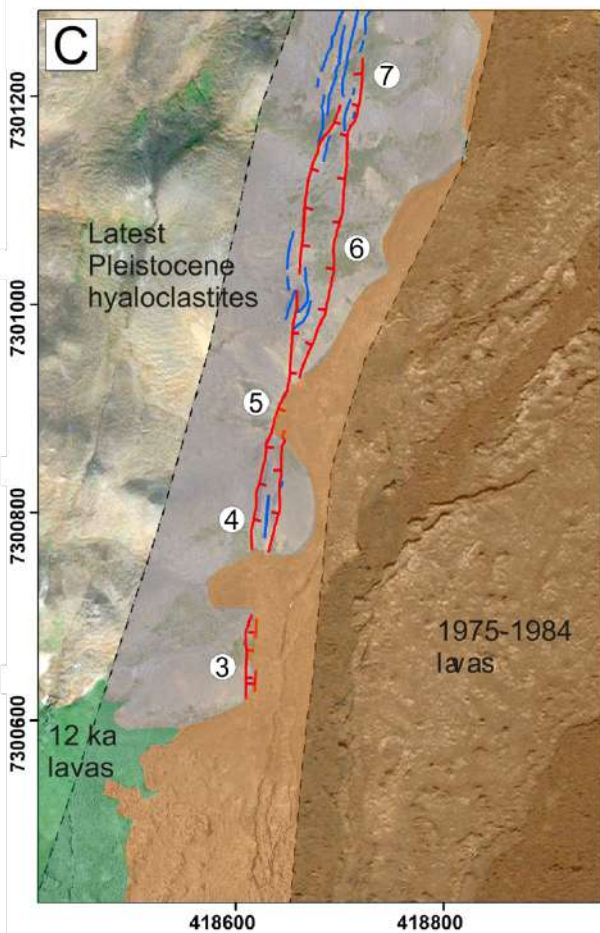 C
7
7301200
Latest
Pleistocene
hyaloclastites
6
7301000
5
7300800
4
1975-1984
lavas
3
7300600
12 ka
lavas
418600
418800